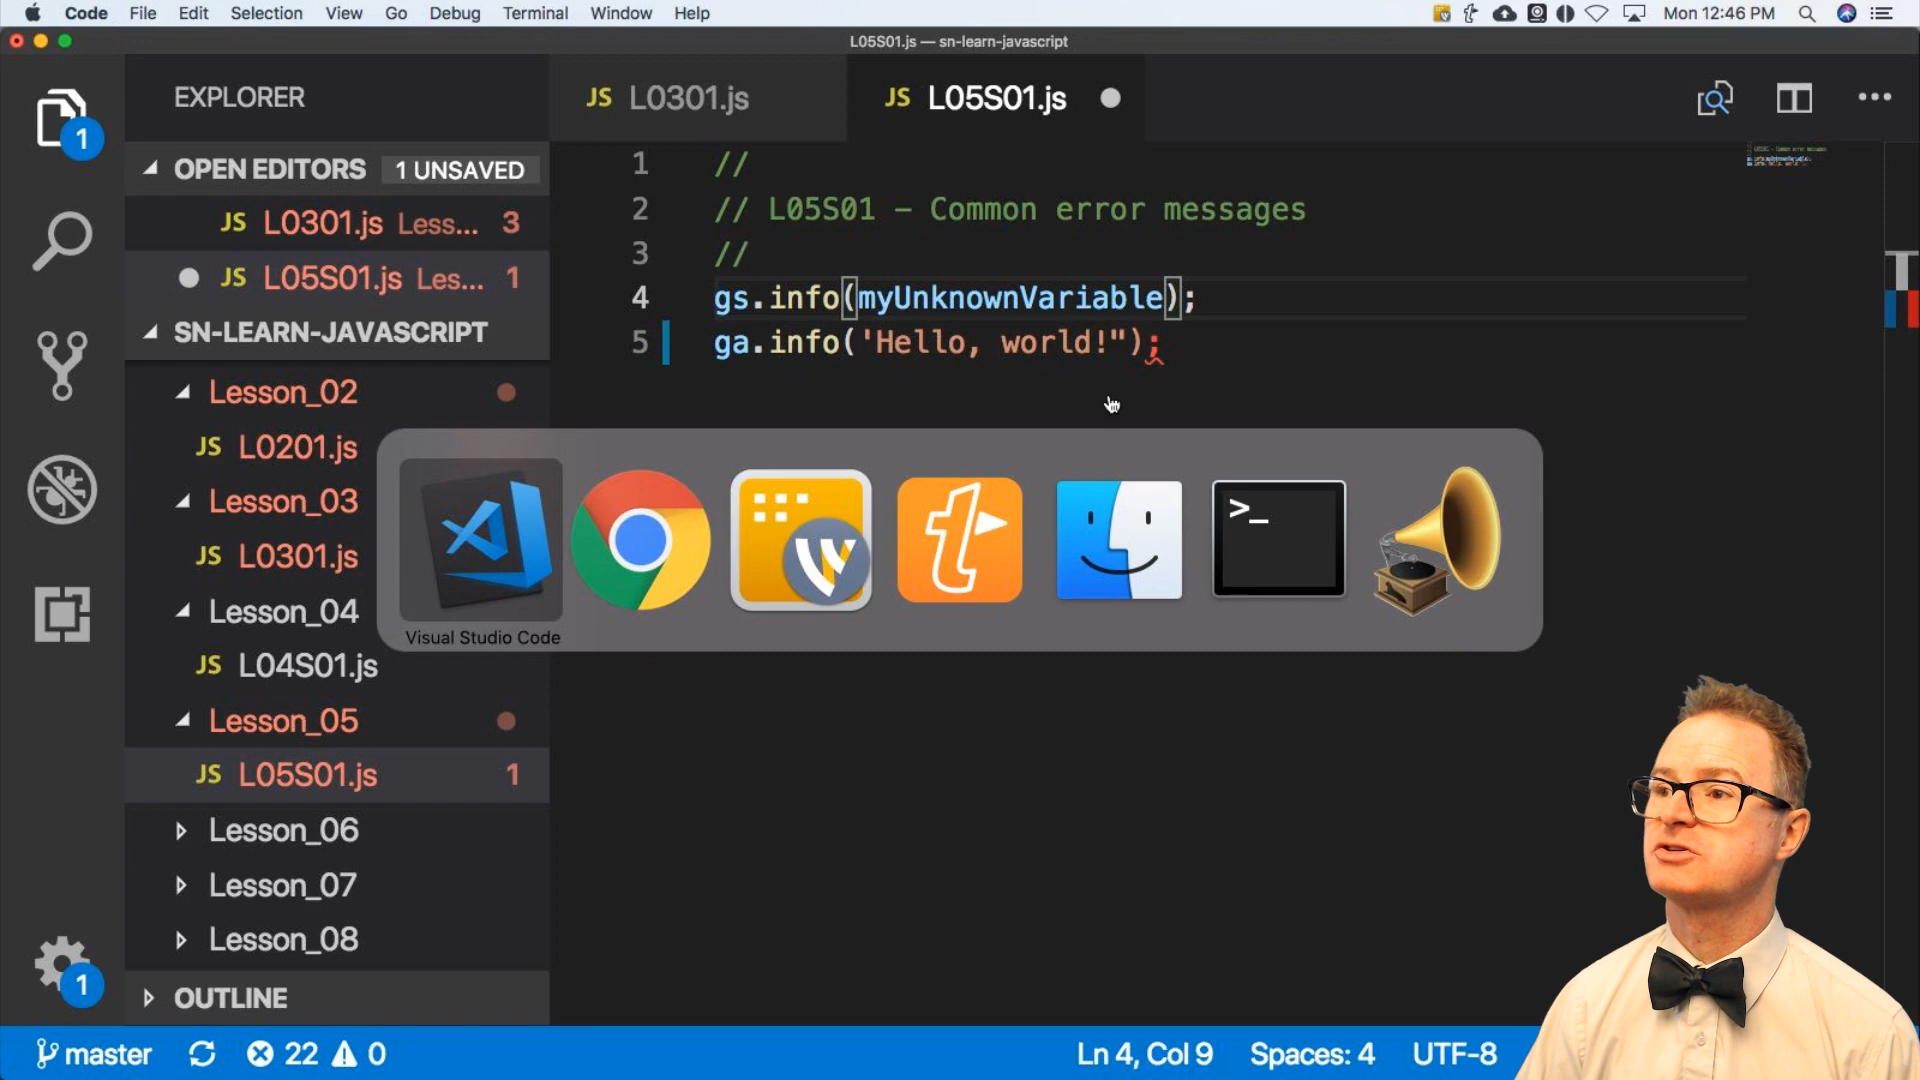 Code File Edit Selection View Go Debug Terminal Window Help Mon 12:46 PM
L05S01.js — sn-learn-javascript
EXPLORER
JS L0301.js
JS L05S01.js
OPEN EDITORS 1 UNSAVED
JS L0301.js Less... 3
JS L05S01.js Les... 1
SN-LEARN-JAVASCRIPT
Lesson_02
JS L0201.js
Lesson_03
JS L0301.js
Lesson_04
JS L04S01.js
Lesson_05
JS L05S01.js 1
Lesson_06
Lesson_07
Lesson_08
OUTLINE
1
1
1 //
2 // L05S01 - Common error messages
3 //
4 gs.info(myUnknownVariable);
5 ga.info('Hello, world!");
>_
Visual Studio Code
master 22 0 Ln 4, Col 9 Spaces: 4 UTF-8